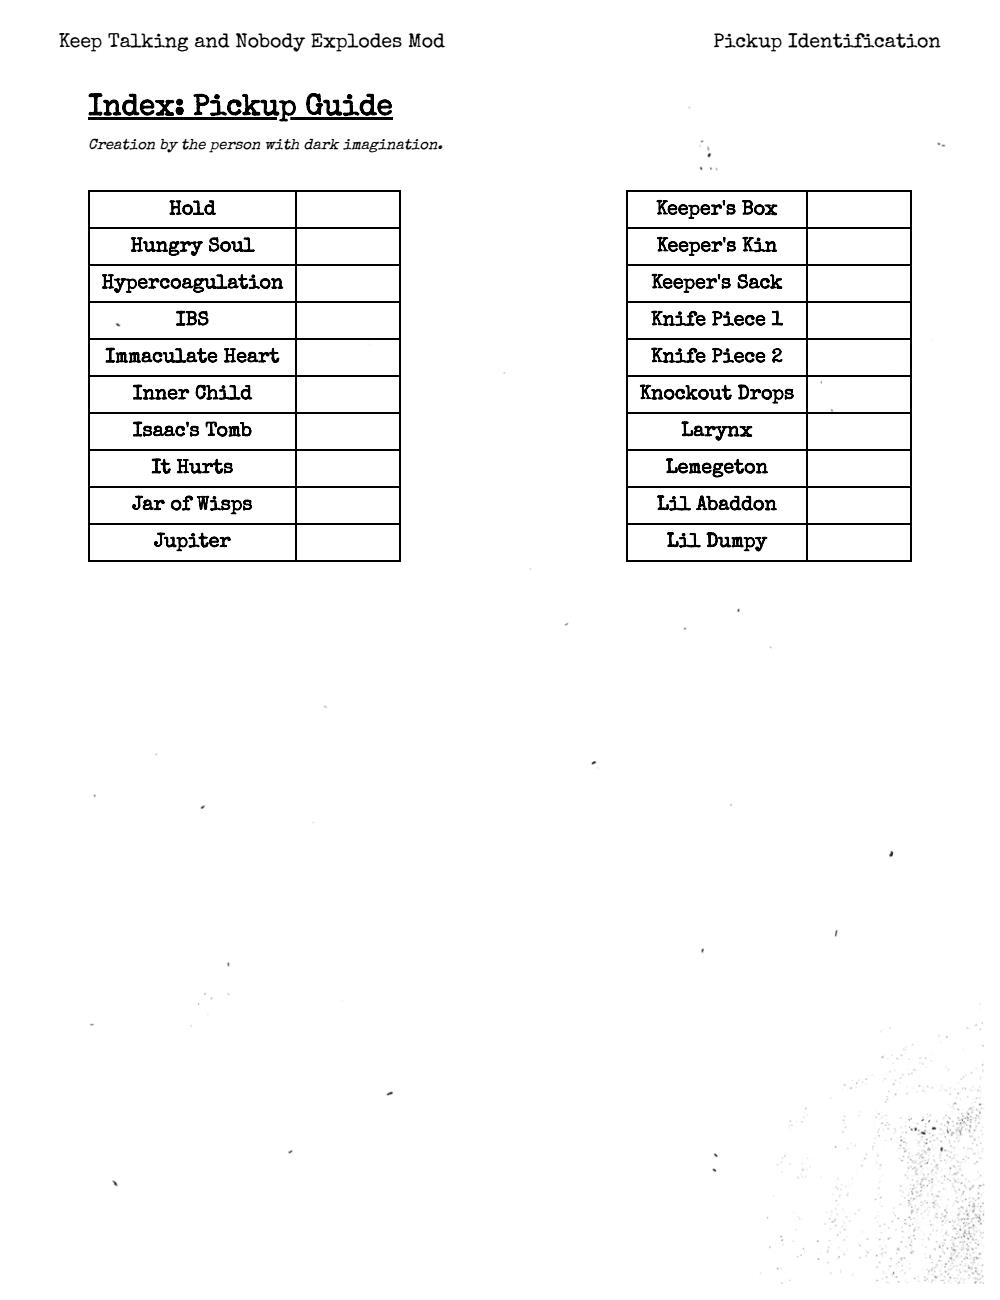 Keep Talking and Nobody Explodes Mod
Pickup Identification
Index: Pickup Guide
Creation by the person with dark imagination.
Hold
Hungry Soul
Hypercoagulation
IBS
Immaculate Heart
Inner Child
Isaac's Tomb
It Hurts
Jar of Wisps
Jupiter
Keeper's Box
Keeper's Kin
Keeper's Sack
Knife Piece 1
Knife Piece 2
Knockout Drops
Larynx
Lemegeton
Lil Abaddon
Lil Dumpy